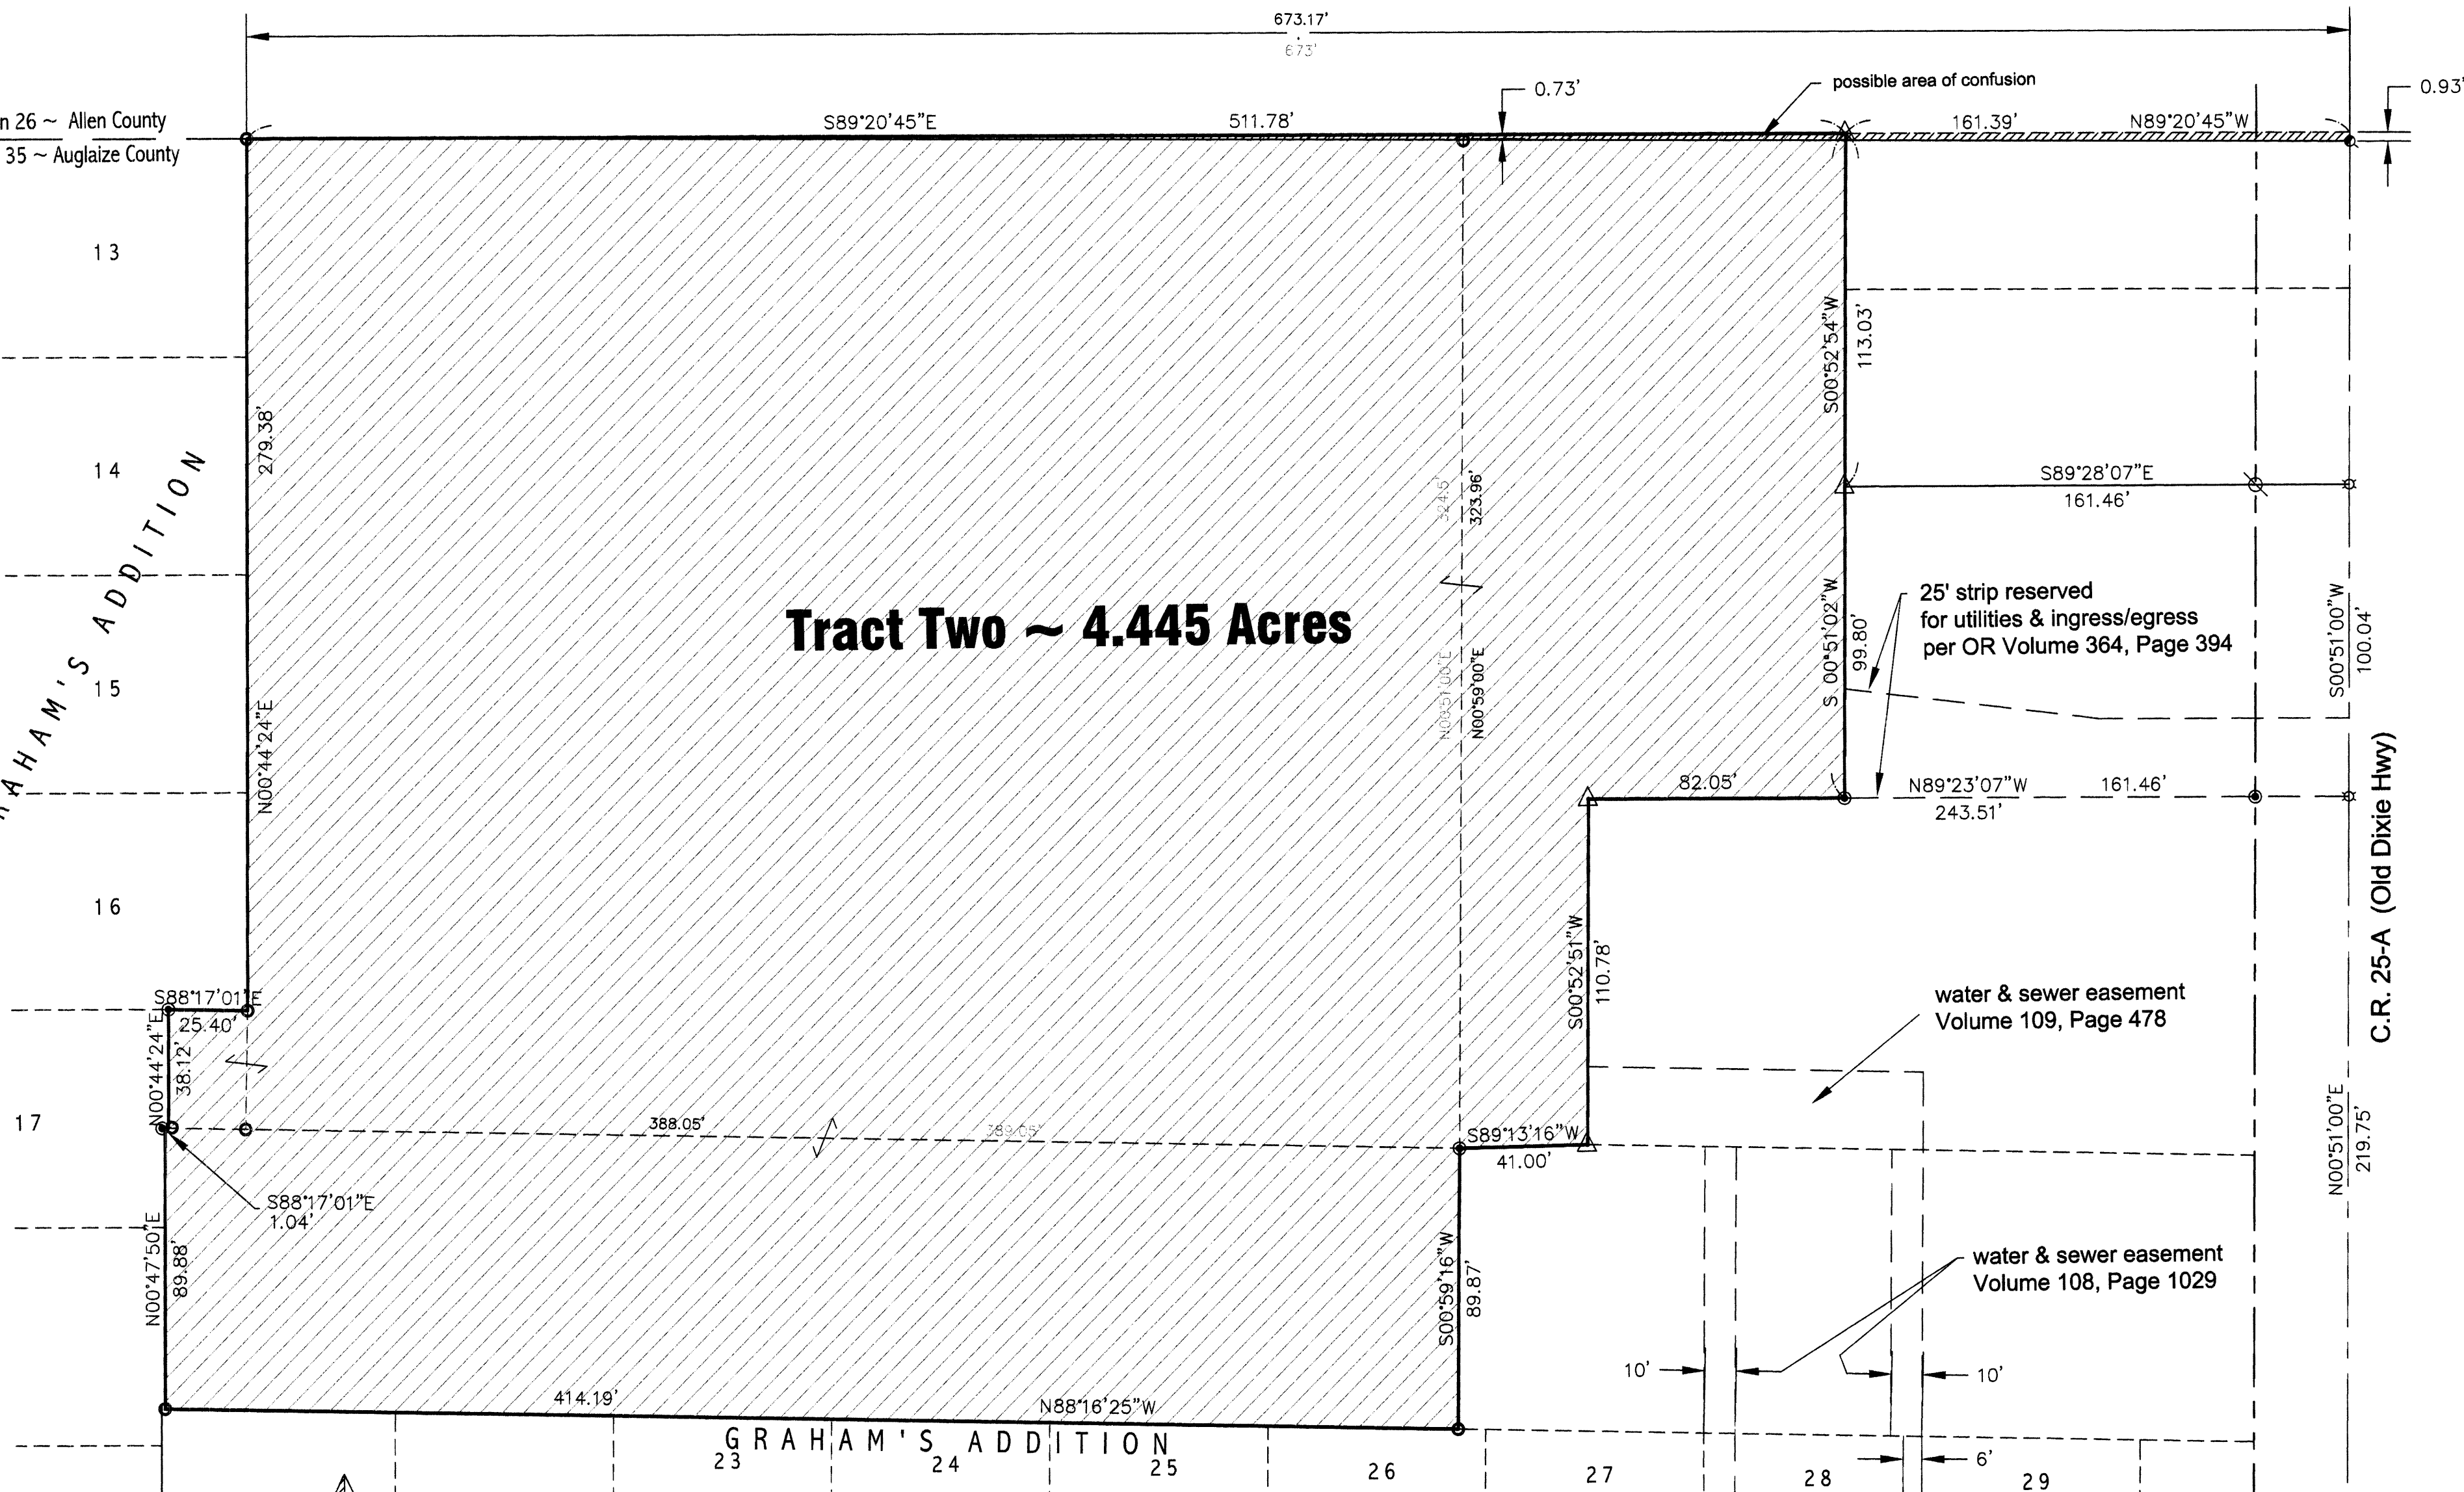 673.17'
673'
0.73'
possible area of confusion
0.93'
n 26 ~ Allen County
35 ~ Auglaize County
S89°20'45"E
511.78'
161.39'
N89°20'45"W
13
S00°52'54"W
113.03'
14
279.38'
N00°44'24"E
324.5'
323.96'
N00°51'00"E
N00°59'00"E
S89°28'07"E
161.46'
Tract Two ~ 4.445 Acres
25' strip reserved
for utilities & ingress/egress
per OR Volume 364, Page 394
S 00°51'02"W
99.80'
S00°51'00"W
100.04'
15
AHAM'S ADDITION
82.05'
N89°23'07"W
161.46'
243.51'
C.R. 25-A (Old Dixie Hwy)
16
S00°52'51"W
110.78'
S88°17'01"E
25.40'
N00°44'24"E
38.12'
water & sewer easement
Volume 109, Page 478
17
388.05'
389.05'
S89°13'16"W
41.00'
N00°51'00"E
219.75'
S88°17'01"E
1.04'
N00°47'50"E
89.88'
S00°59'16"W
89.87'
water & sewer easement
Volume 108, Page 1029
10'
10'
414.19'
N88°16'25"W
GRAHAM'S ADDITION
6'
23
24
25
26
27
28
29